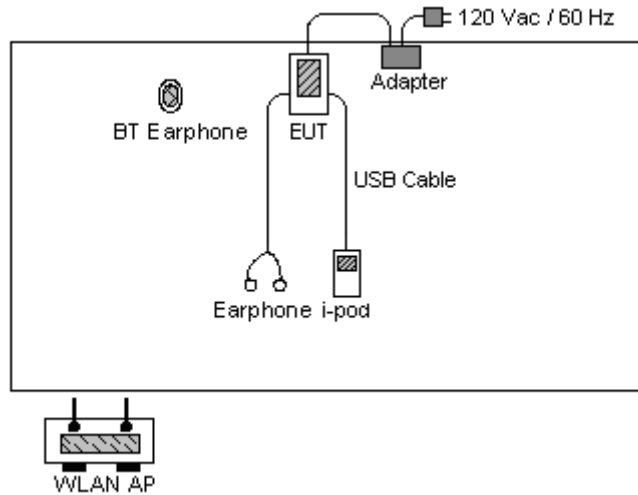 120 Vac / 60 Hz
Adapter
BT Earphone
EUT
USB Cable
Earphone
i-pod
WLAN AP